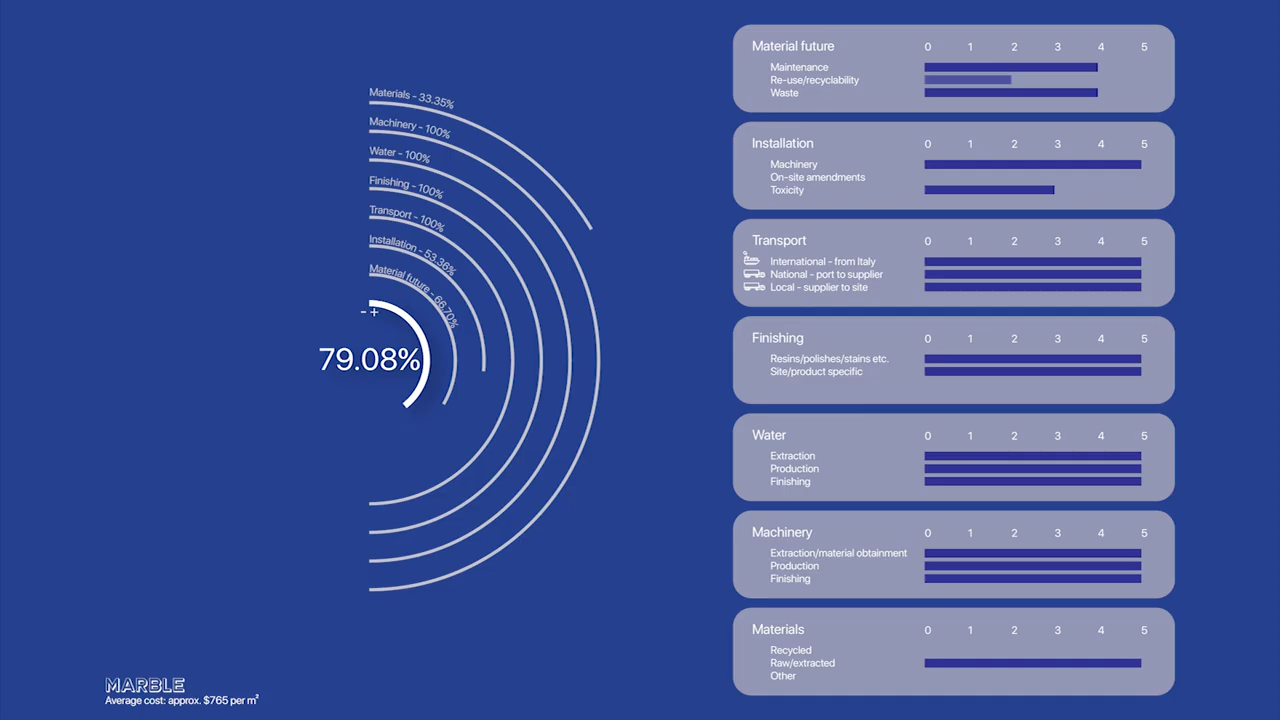 Materials - 33.35%
Machinery - 100%
Water - 100%
Finishing - 100%
Transport - 100%
Installation - 53.36%
Material future - 66.70%
- +
79.08%
MARBLE
Average cost: approx. $765 per m²
Material future 0 1 2 3 4 5
Maintenance
Re-use/recyclability
Waste
Installation 0 1 2 3 4 5
Machinery
On-site amendments
Toxicity
Transport 0 1 2 3 4 5
International - from Italy
National - port to supplier
Local - supplier to site
Finishing 0 1 2 3 4 5
Resins/polishes/stains etc.
Site/product specific
Water 0 1 2 3 4 5
Extraction
Production
Finishing
Machinery 0 1 2 3 4 5
Extraction/material obtainment
Production
Finishing
Materials 0 1 2 3 4 5
Recycled
Raw/extracted
Other